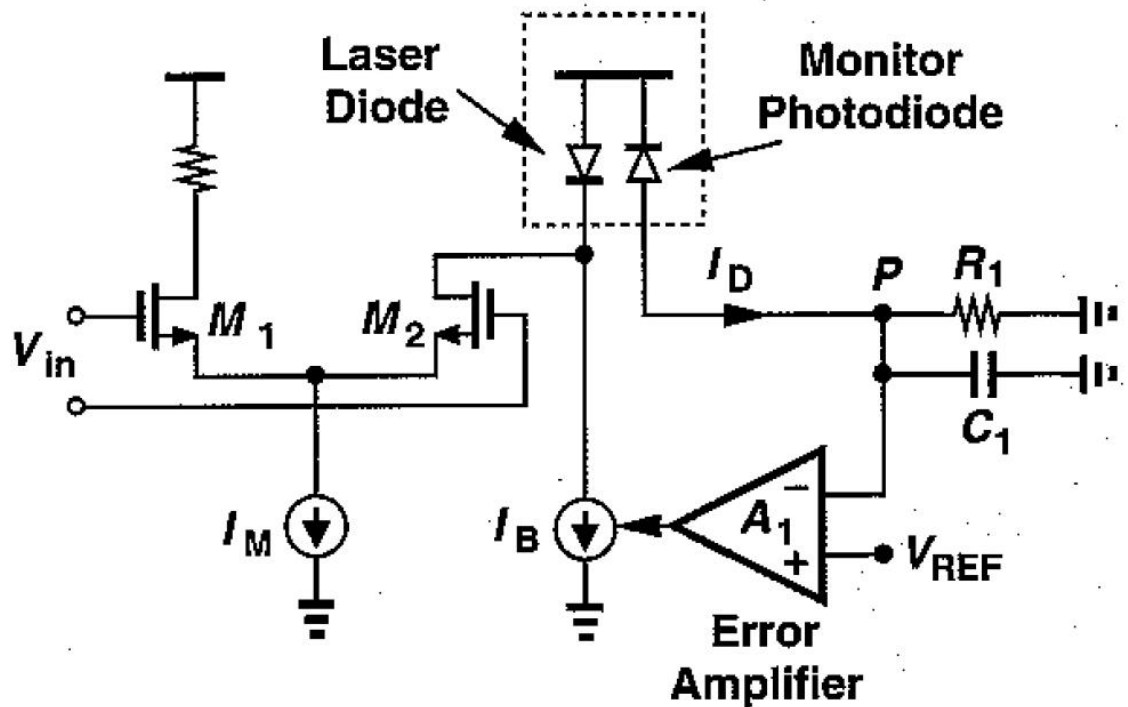 Laser
Diode
Monitor
Photodiode
I_D
P
R_1
M_1
M_2
V_in
C_1
I_M
I_B
A_1
−
+
V_REF
Error
Amplifier